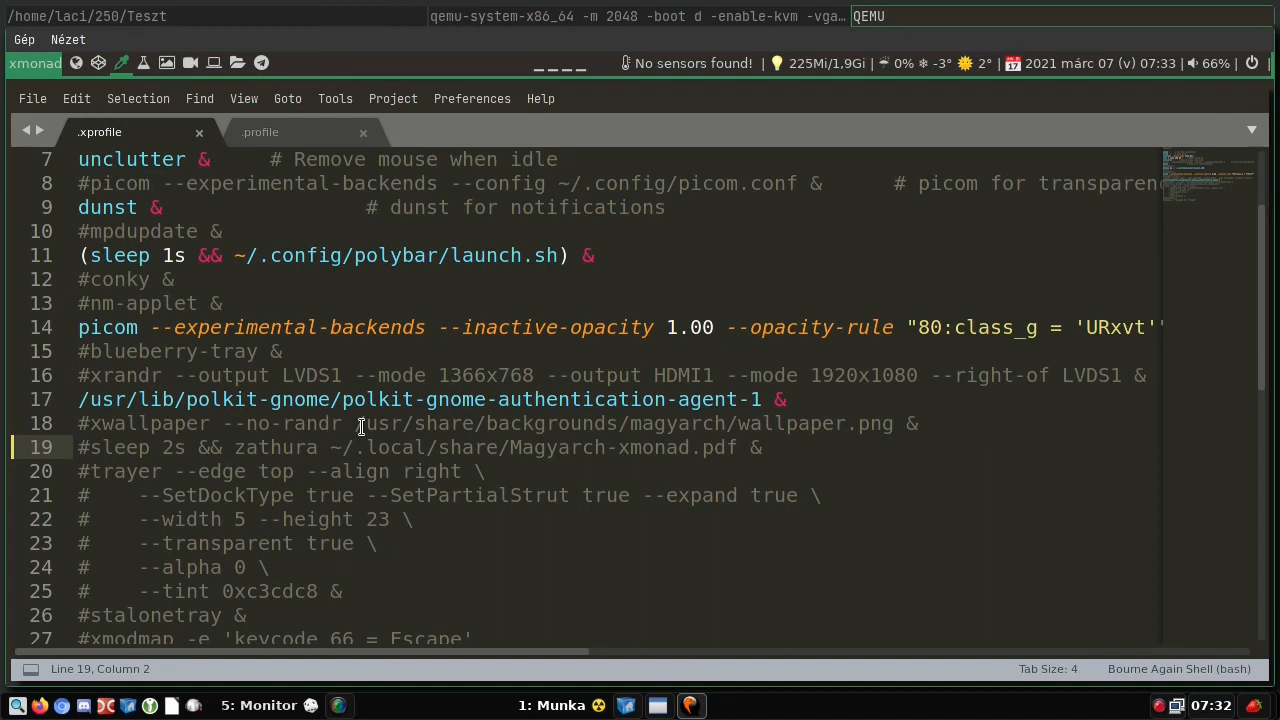 /home/laci/250/Teszt
qemu-system-x86_64 -m 2048 -boot d -enable-kvm -vga…
QEMU
Gép Nézet
xmonad
No sensors found! | 225Mi/1,9Gi | 0% -3° 2° | 17 2021 márc 07 (v) 07:33 | 66% | |
File Edit Selection Find View Goto Tools Project Preferences Help
.xprofile × .profile ×
7 unclutter & # Remove mouse when idle
8 #picom --experimental-backends --config ~/.config/picom.conf & # picom for transparenc
9 dunst & # dunst for notifications
10 #mpdupdate &
11 (sleep 1s && ~/.config/polybar/launch.sh) &
12 #conky &
13 #nm-applet &
14 picom --experimental-backends --inactive-opacity 1.00 --opacity-rule "80:class_g = 'URxvt''
15 #blueberry-tray &
16 #xrandr --output LVDS1 --mode 1366x768 --output HDMI1 --mode 1920x1080 --right-of LVDS1 &
17 /usr/lib/polkit-gnome/polkit-gnome-authentication-agent-1 &
18 #xwallpaper --no-randr /usr/share/backgrounds/magyarch/wallpaper.png &
19 #sleep 2s && zathura ~/.local/share/Magyarch-xmonad.pdf &
20 #trayer --edge top --align right \
21 # --SetDockType true --SetPartialStrut true --expand true \
22 # --width 5 --height 23 \
23 # --transparent true \
24 # --alpha 0 \
25 # --tint 0xc3cdc8 &
26 #stalonetray &
27 #xmodmap -e 'keycode 66 = Escape'
Line 19, Column 2 Tab Size: 4 Bourne Again Shell (bash)
5: Monitor 1: Munka 07:32